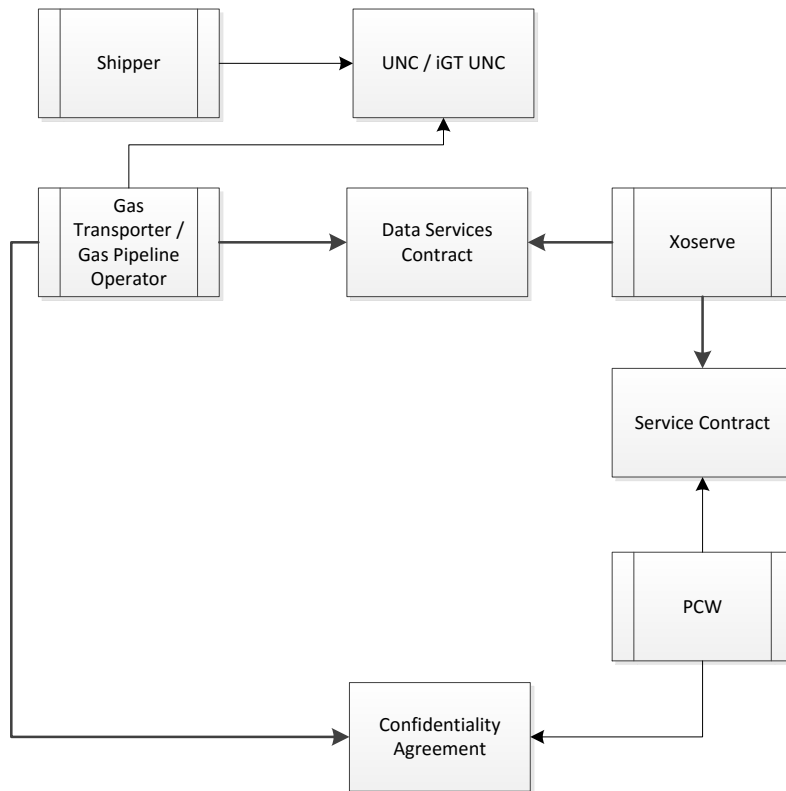 Shipper
UNC / iGT UNC
Gas
Transporter /
Gas Pipeline
Operator
Data Services
Contract
Xoserve
Service Contract
PCW
Confidentiality
Agreement